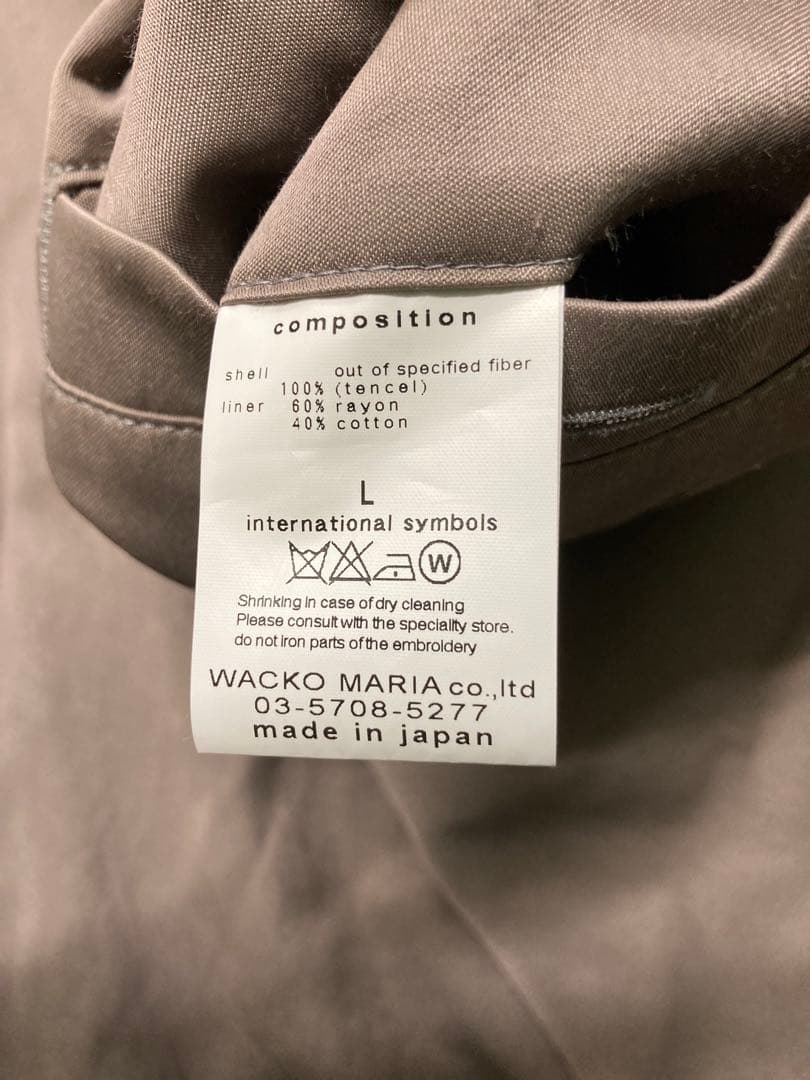 composition
shell out of specified fiber
100% (tencel)
liner 60% rayon
40% cotton
L
international symbols
W
Shrinking in case of dry cleaning
Please consult with the speciality store.
do not iron parts of the embroidery
WACKO MARIA co.,ltd
03-5708-5277
made in japan